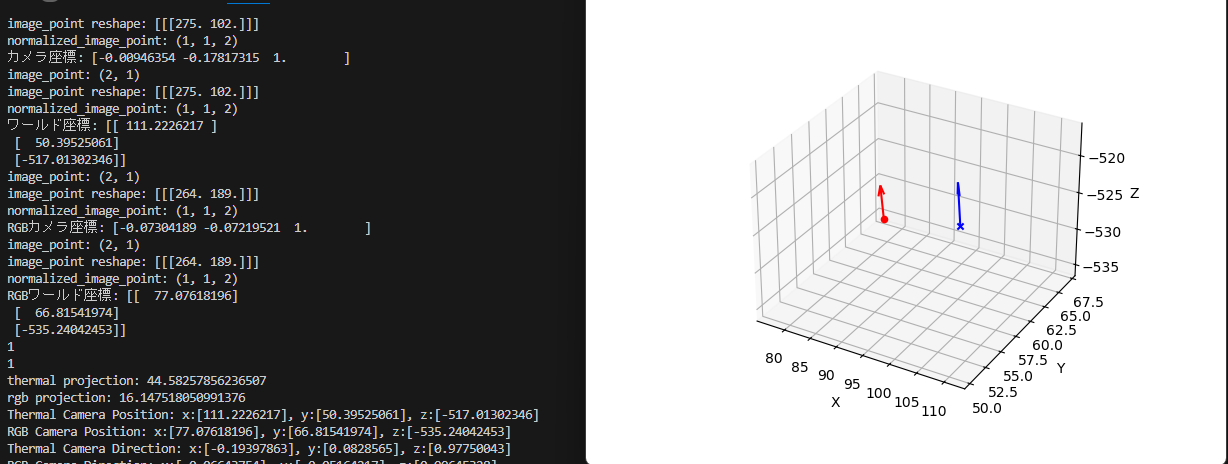 image_point reshape: [[[275. 102.]]]
normalized_image_point: (1, 1, 2)
カメラ座標: [-0.00946354 -0.17817315  1.        ]
image_point: (2, 1)
image_point reshape: [[[275. 102.]]]
normalized_image_point: (1, 1, 2)
ワールド座標: [[ 111.2226217 ]
 [  50.39525061]
 [-517.01302346]]
image_point: (2, 1)
image_point reshape: [[[264. 189.]]]
normalized_image_point: (1, 1, 2)
RGBカメラ座標: [-0.07304189 -0.07219521  1.        ]
image_point: (2, 1)
image_point reshape: [[[264. 189.]]]
normalized_image_point: (1, 1, 2)
RGBワールド座標: [[  77.07618196]
 [  66.81541974]
 [-535.24042453]]
1
1
thermal projection: 44.58257856236507
rgb projection: 16.147518050991376
Thermal Camera Position: x:[111.2226217], y:[50.39525061], z:[-517.01302346]
RGB Camera Position: x:[77.07618196], y:[66.81541974], z:[-535.24042453]
Thermal Camera Direction: x:[-0.19397863], y:[0.0828565], z:[0.97750043]
−520
−525
Z
−530
−535
67.5
65.0
62.5
60.0
57.5
55.0
52.5
50.0
Y
80
85
90
95
100
105
110
X